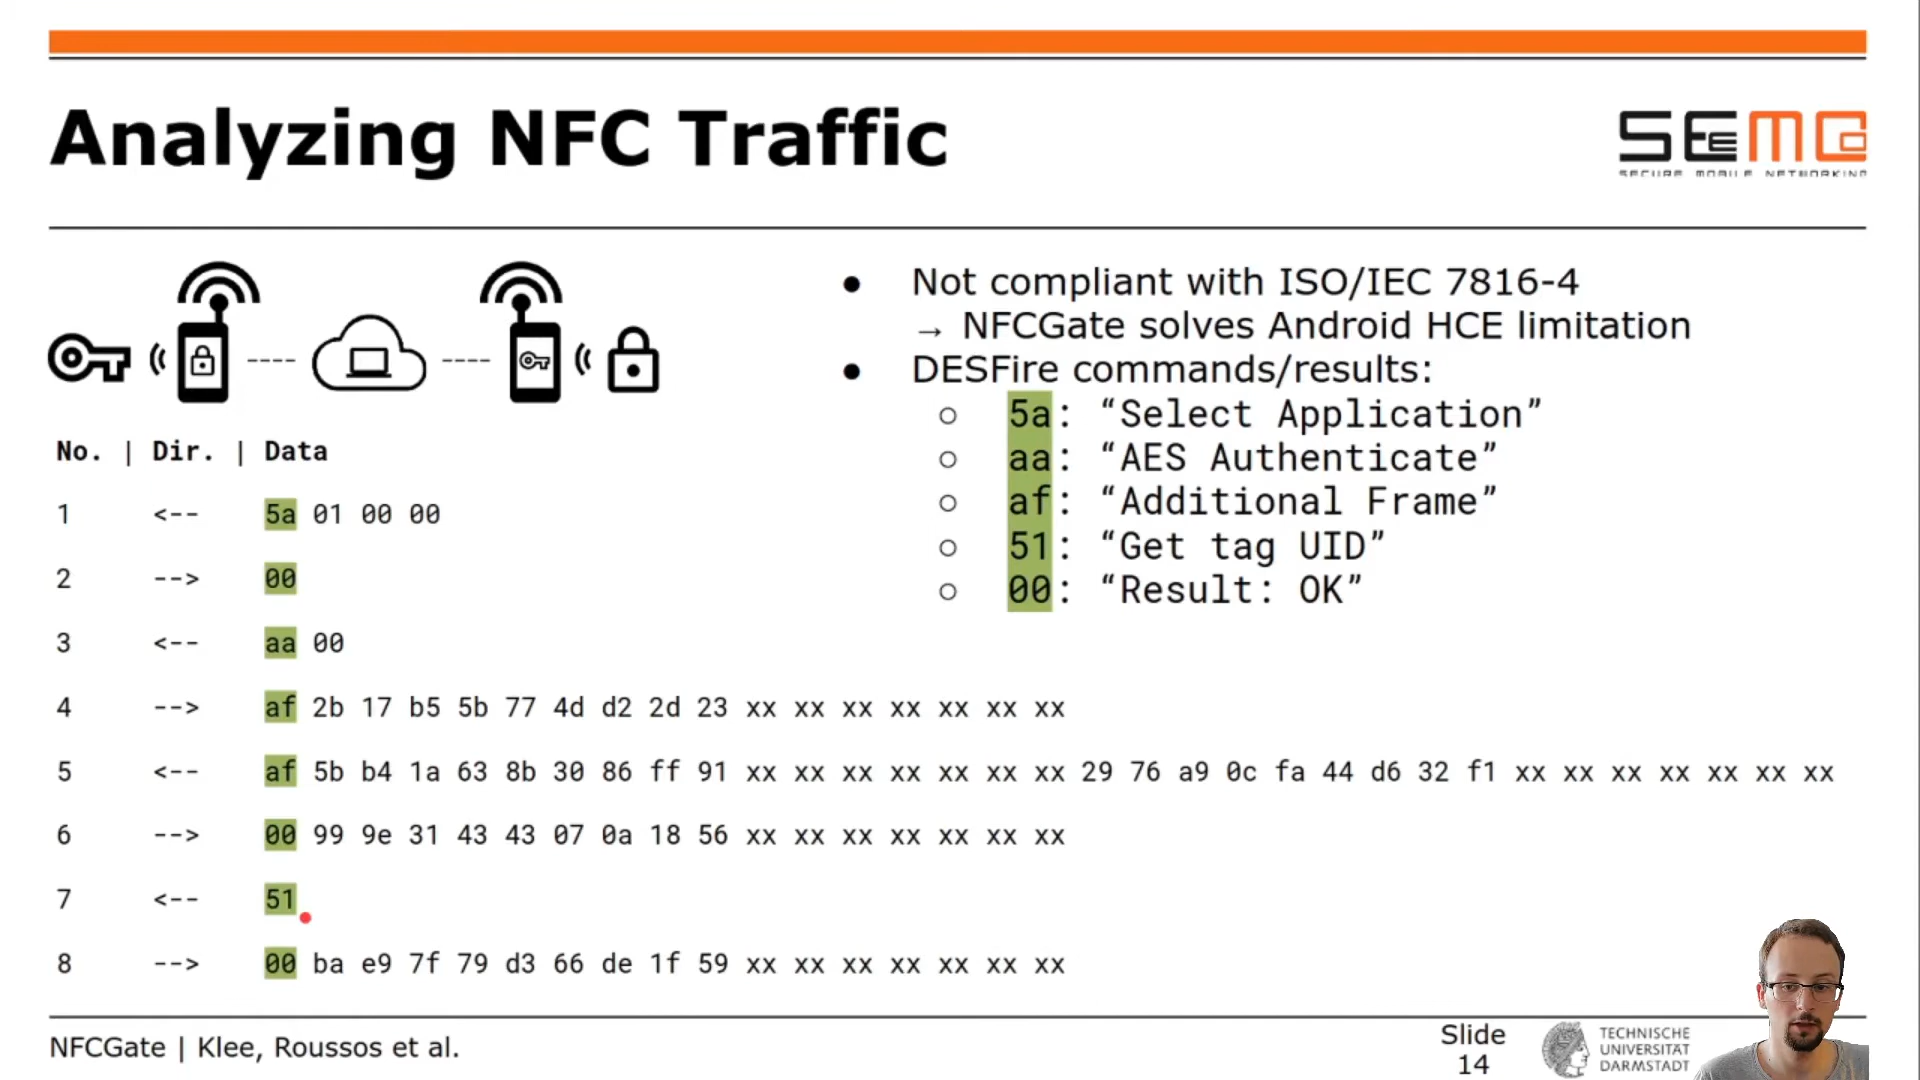 Analyzing NFC Traffic
SEEMOO
SECURE MOBILE NETWORKING
● Not compliant with ISO/IEC 7816-4
→ NFCGate solves Android HCE limitation
● DESFire commands/results:
○ 5a: “Select Application”
○ aa: “AES Authenticate”
○ af: “Additional Frame”
○ 51: “Get tag UID”
○ 00: “Result: OK”
No. | Dir. | Data
1 <-- 5a 01 00 00
2 --> 00
3 <-- aa 00
4 --> af 2b 17 b5 5b 77 4d d2 2d 23 xx xx xx xx xx xx xx
5 <-- af 5b b4 1a 63 8b 30 86 ff 91 xx xx xx xx xx xx xx 29 76 a9 0c fa 44 d6 32 f1 xx xx xx xx xx xx xx
6 --> 00 99 9e 31 43 43 07 0a 18 56 xx xx xx xx xx xx xx
7 <-- 51
8 --> 00 ba e9 7f 79 d3 66 de 1f 59 xx xx xx xx xx xx xx
NFCGate | Klee, Roussos et al.
Slide
14
TECHNISCHE
UNIVERSITÄT
DARMSTADT